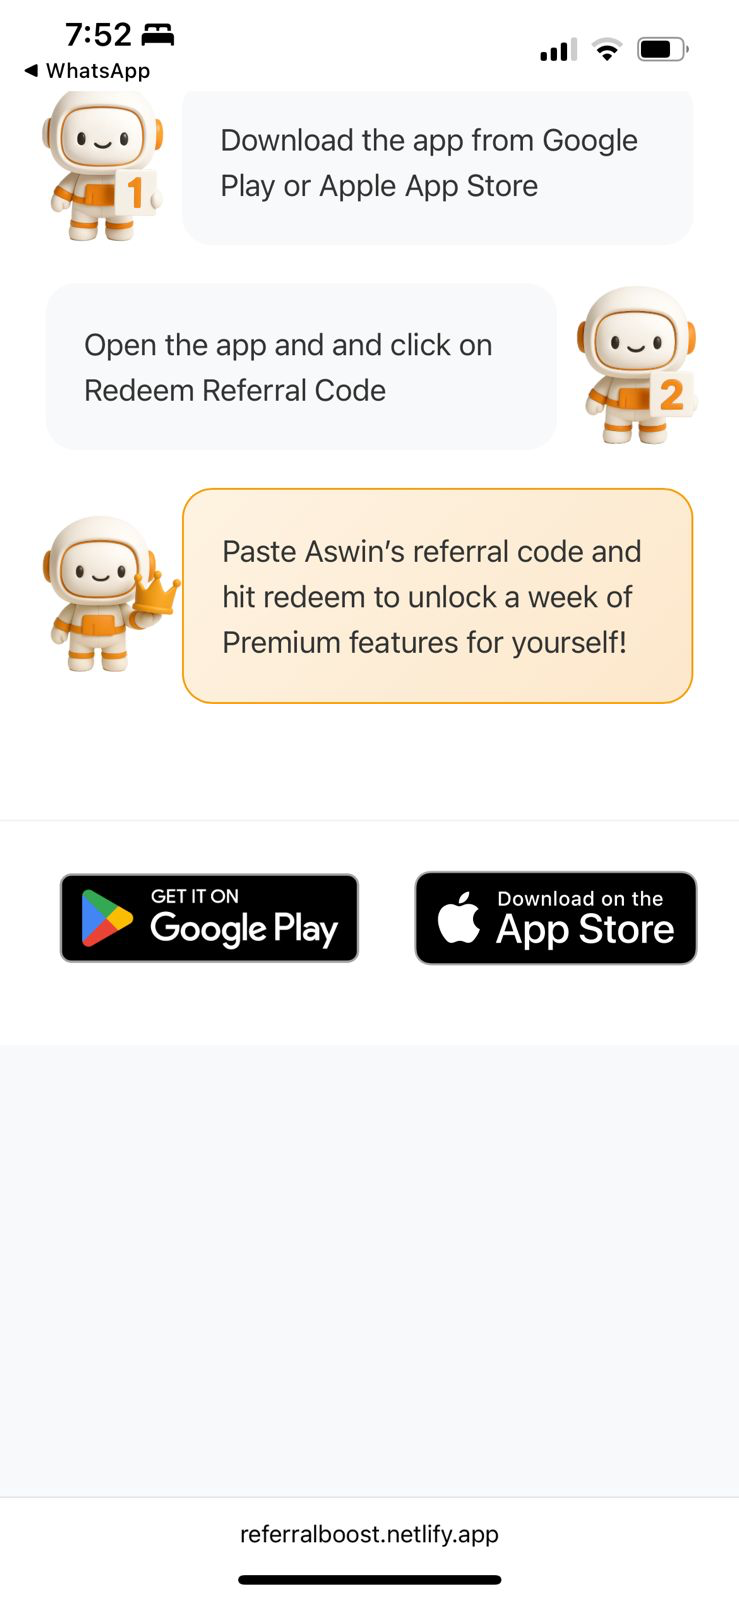 7:52
WhatsApp
Download the app from Google
Play or Apple App Store
1
Open the app and and click on
Redeem Referral Code
2
Paste Aswin's referral code and
hit redeem to unlock a week of
Premium features for yourself!
GET IT ON
Google Play
Download on the
App Store
referralboost.netlify.app